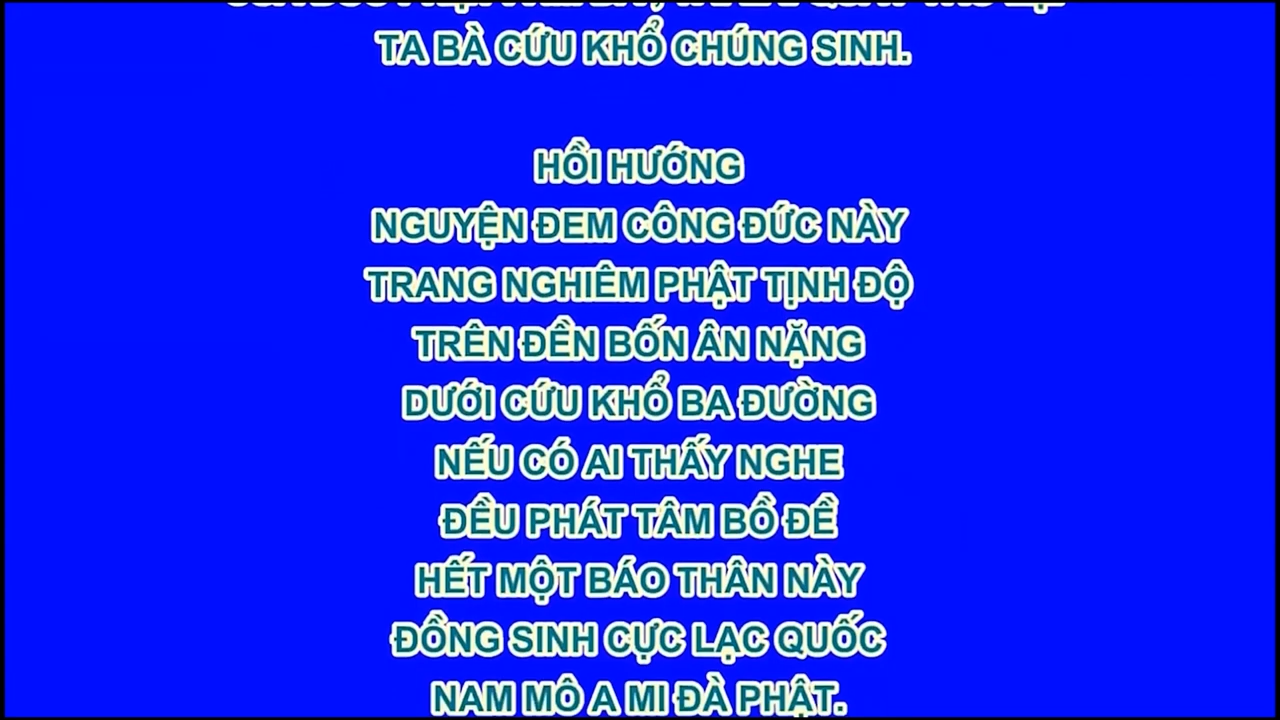 TA BÀ CỨU KHỔ CHÚNG SINH.
HỒI HƯỚNG
NGUYỆN ĐEM CÔNG ĐỨC NÀY
TRANG NGHIÊM PHẬT TỊNH ĐỘ
TRÊN ĐỀN BỐN ÂN NẶNG
DƯỚI CỨU KHỔ BA ĐƯỜNG
NẾU CÓ AI THẤY NGHE
ĐỀU PHÁT TÂM BỒ ĐỀ
HẾT MỘT BÁO THÂN NÀY
ĐỒNG SINH CỰC LẠC QUỐC
NAM MÔ A MI ĐÀ PHẬT.